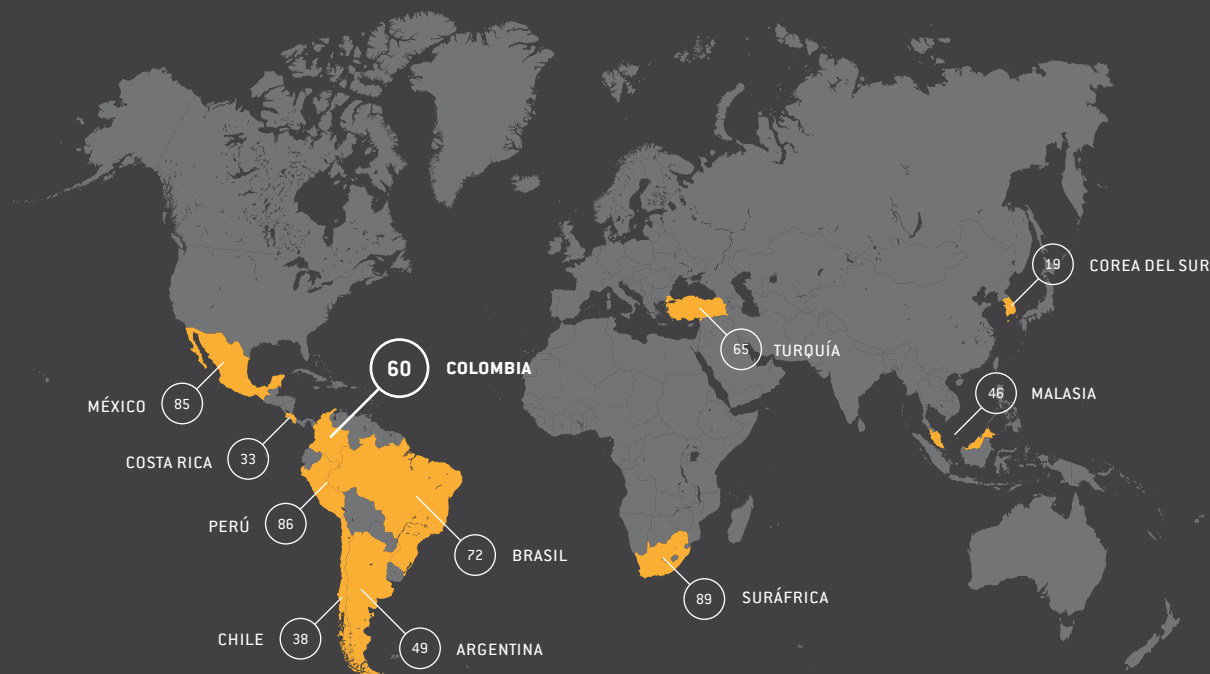 19 COREA DEL SUR
65 TURQUÍA
60 COLOMBIA
46 MALASIA
MÉXICO 85
COSTA RICA 33
PERÚ 86
72 BRASIL
89 SURÁFRICA
CHILE 38
49 ARGENTINA